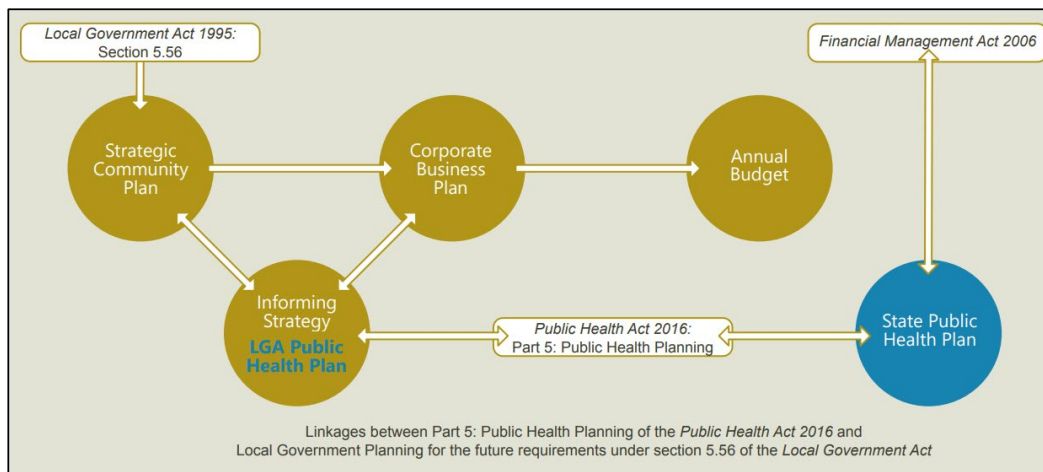 Local Government Act 1995:
Section 5.56
Financial Management Act 2006
Strategic
Community
Plan
Corporate
Business
Plan
Annual
Budget
Informing
Strategy
LGA Public
Health Plan
Public Health Act 2016:
Part 5: Public Health Planning
State Public
Health Plan
Linkages between Part 5: Public Health Planning of the Public Health Act 2016 and
Local Government Planning for the future requirements under section 5.56 of the Local Government Act